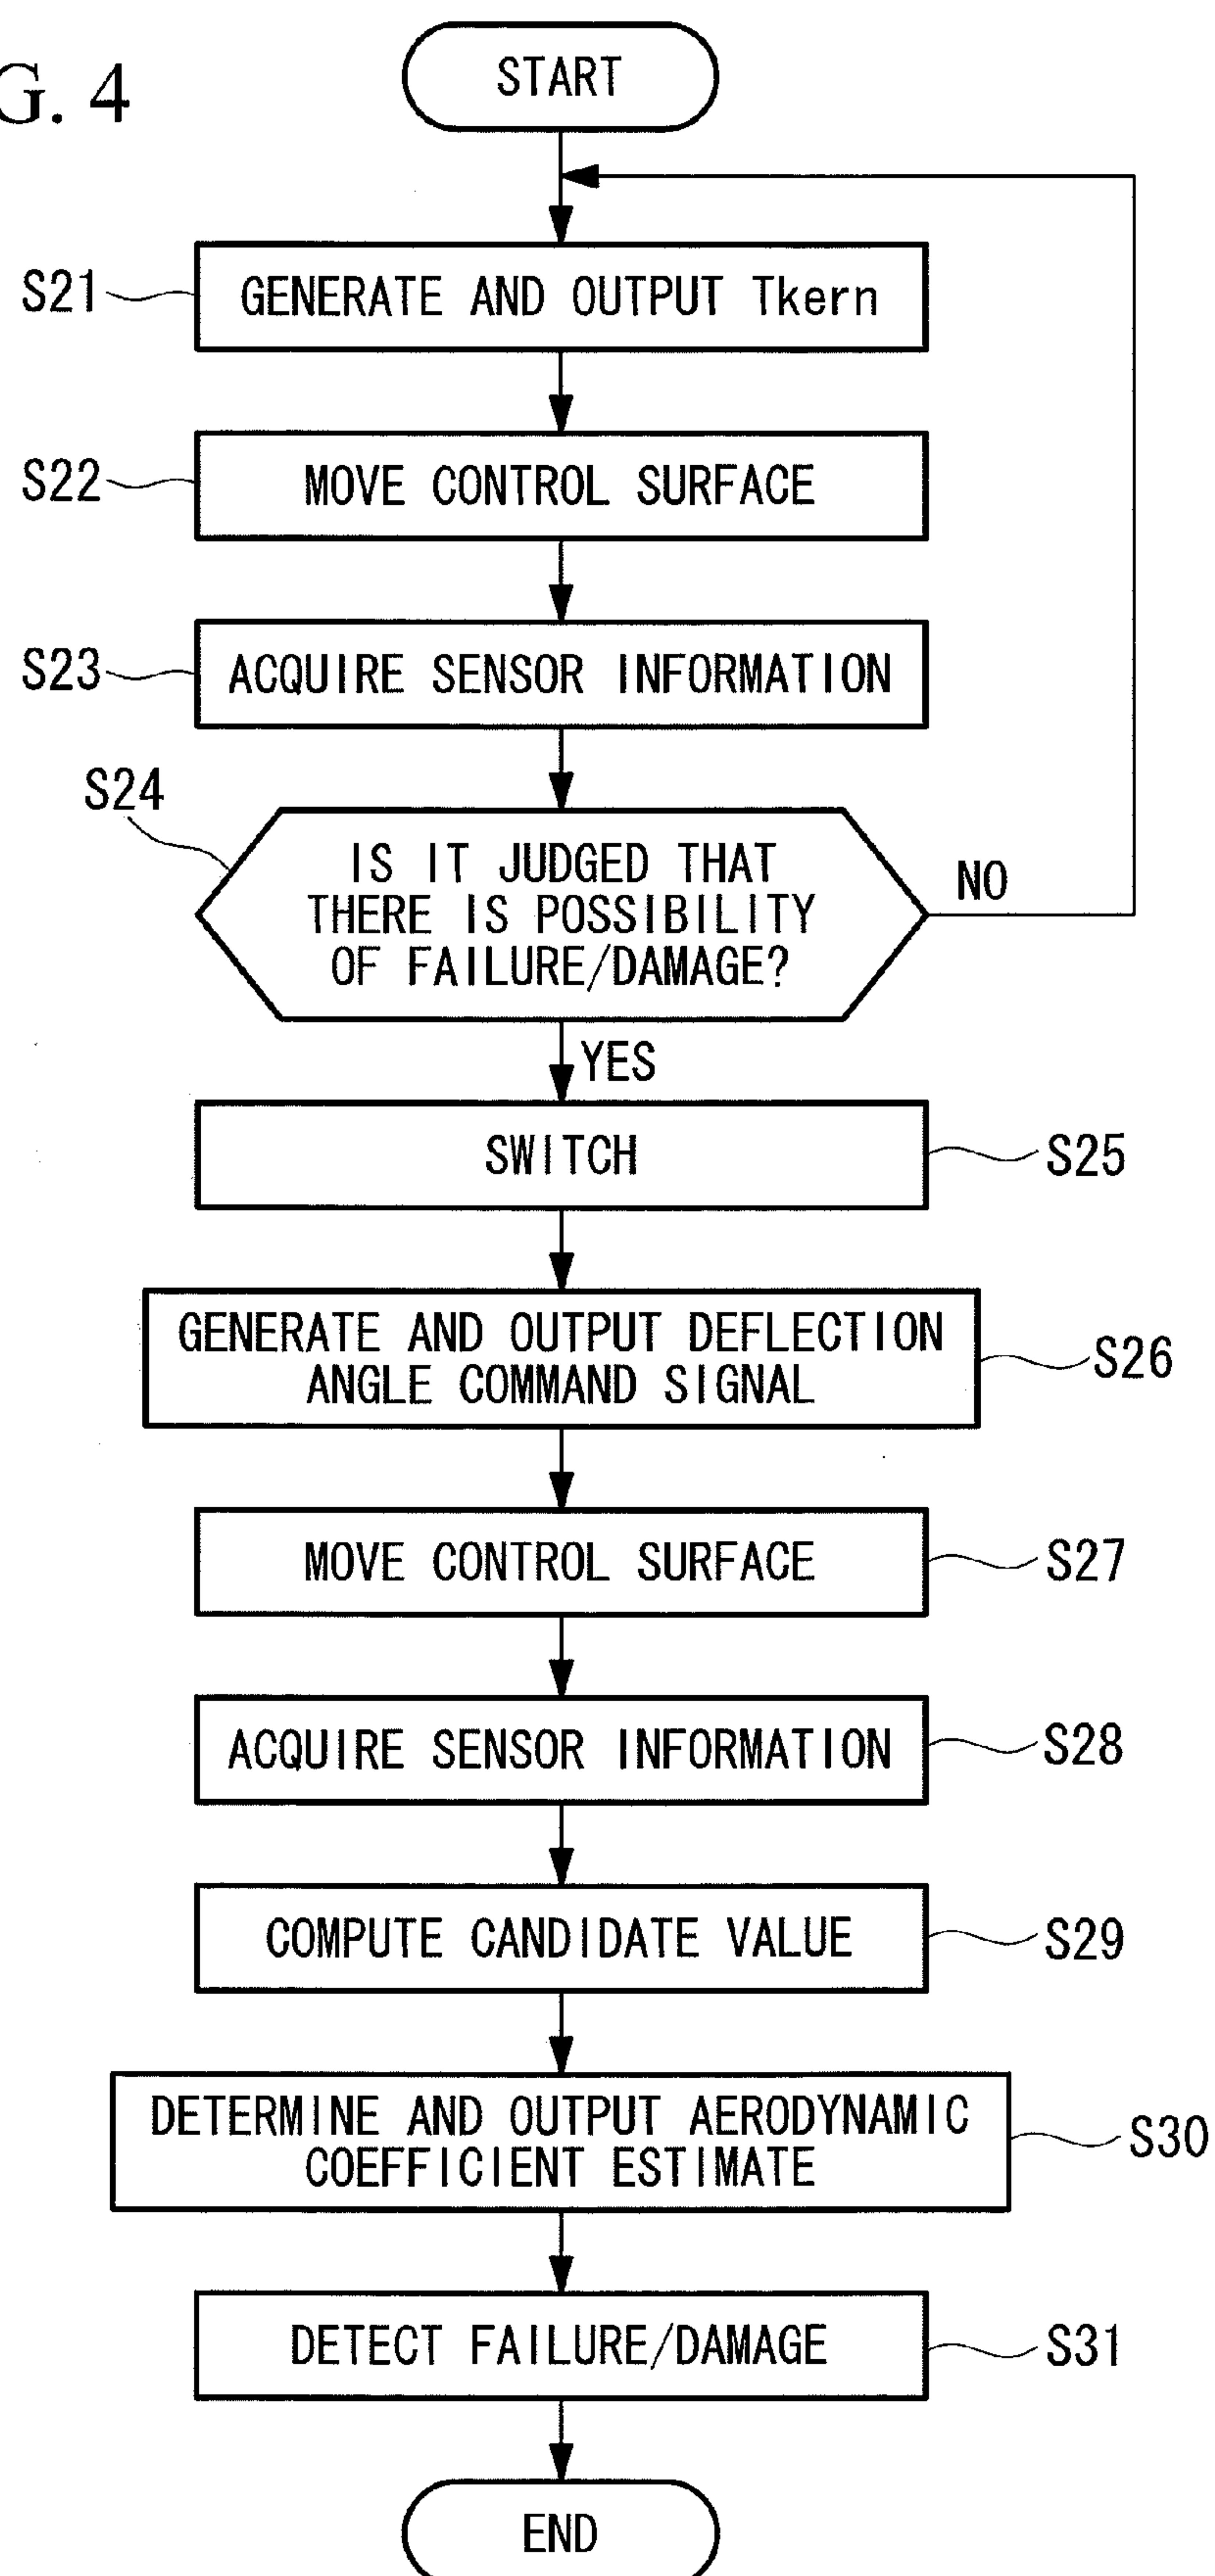 G. 4
START
S21
GENERATE AND OUTPUT Tkern
S22
MOVE CONTROL SURFACE
S23
ACQUIRE SENSOR INFORMATION
S24
IS IT JUDGED THAT
THERE IS POSSIBILITY
OF FAILURE/DAMAGE?
NO
YES
SWITCH
S25
GENERATE AND OUTPUT DEFLECTION
ANGLE COMMAND SIGNAL
S26
MOVE CONTROL SURFACE
S27
ACQUIRE SENSOR INFORMATION
S28
COMPUTE CANDIDATE VALUE
S29
DETERMINE AND OUTPUT AERODYNAMIC
COEFFICIENT ESTIMATE
S30
DETECT FAILURE/DAMAGE
S31
END